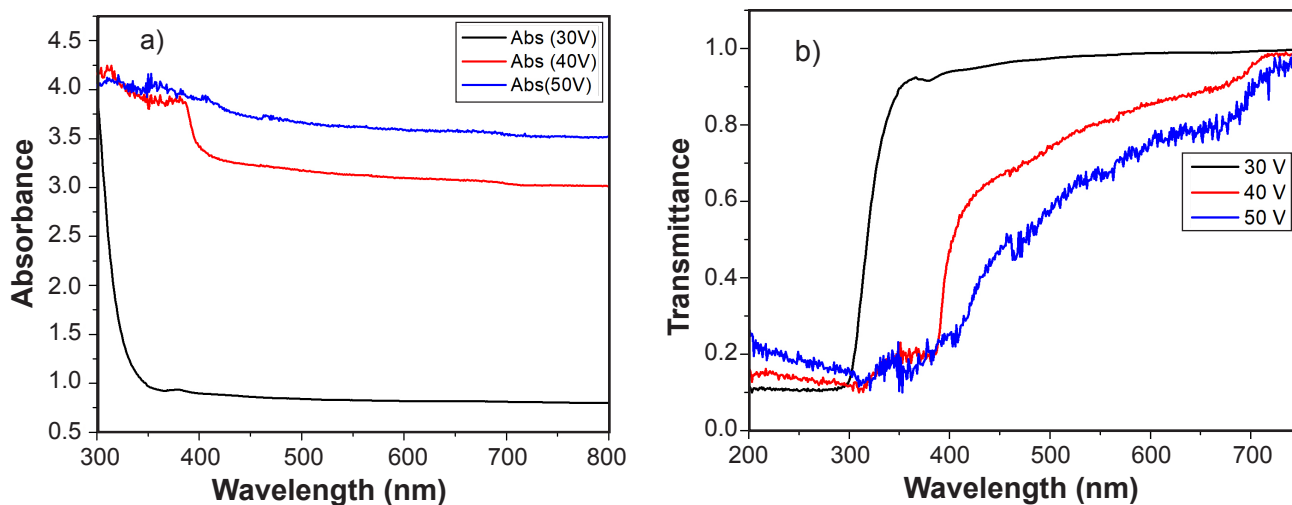 a)
Abs (30V)
Abs (40V)
Abs(50V)
Absorbance
4.5
4.0
3.5
3.0
2.5
2.0
1.5
1.0
0.5
300 400 500 600 700 800
Wavelength (nm)
b)
30 V
40 V
50 V
Transmittance
1.0
0.8
0.6
0.4
0.2
0.0
200 300 400 500 600 700
Wavelength (nm)